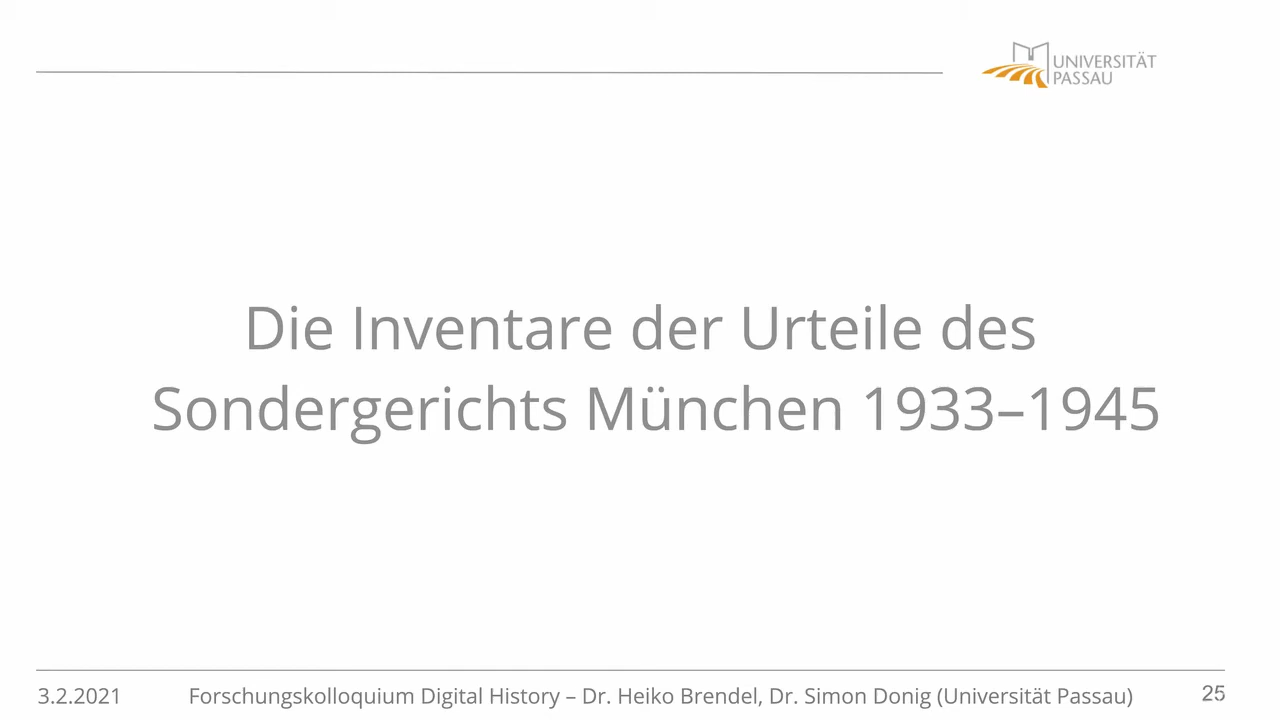 UNIVERSITÄT
PASSAU
Die Inventare der Urteile des
Sondergerichts München 1933–1945
3.2.2021 Forschungskolloquium Digital History – Dr. Heiko Brendel, Dr. Simon Donig (Universität Passau) 25